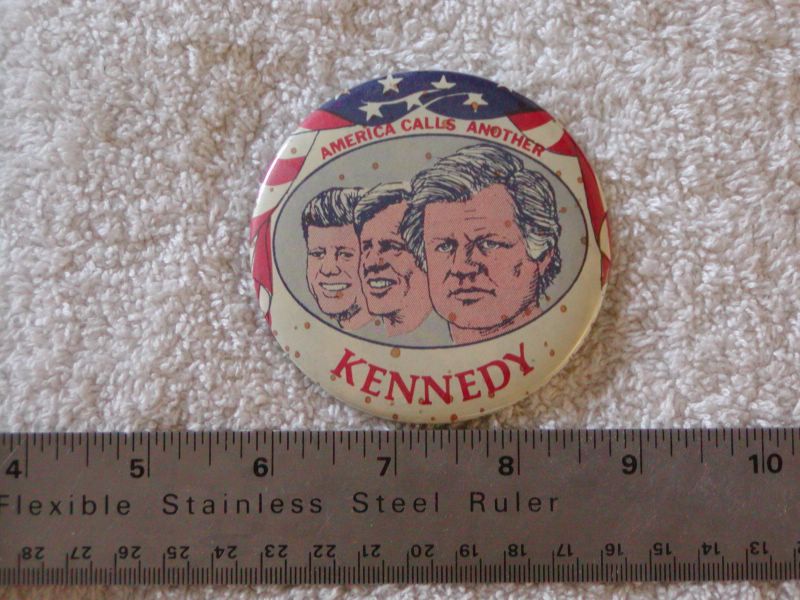 AMERICA CALLS ANOTHER
KENNEDY
4 5 6 7 8 9 10
Flexible Stainless Steel Ruler
28 27 26 25 24 23 22 21 20 19 18 17 16 15 14 13 12